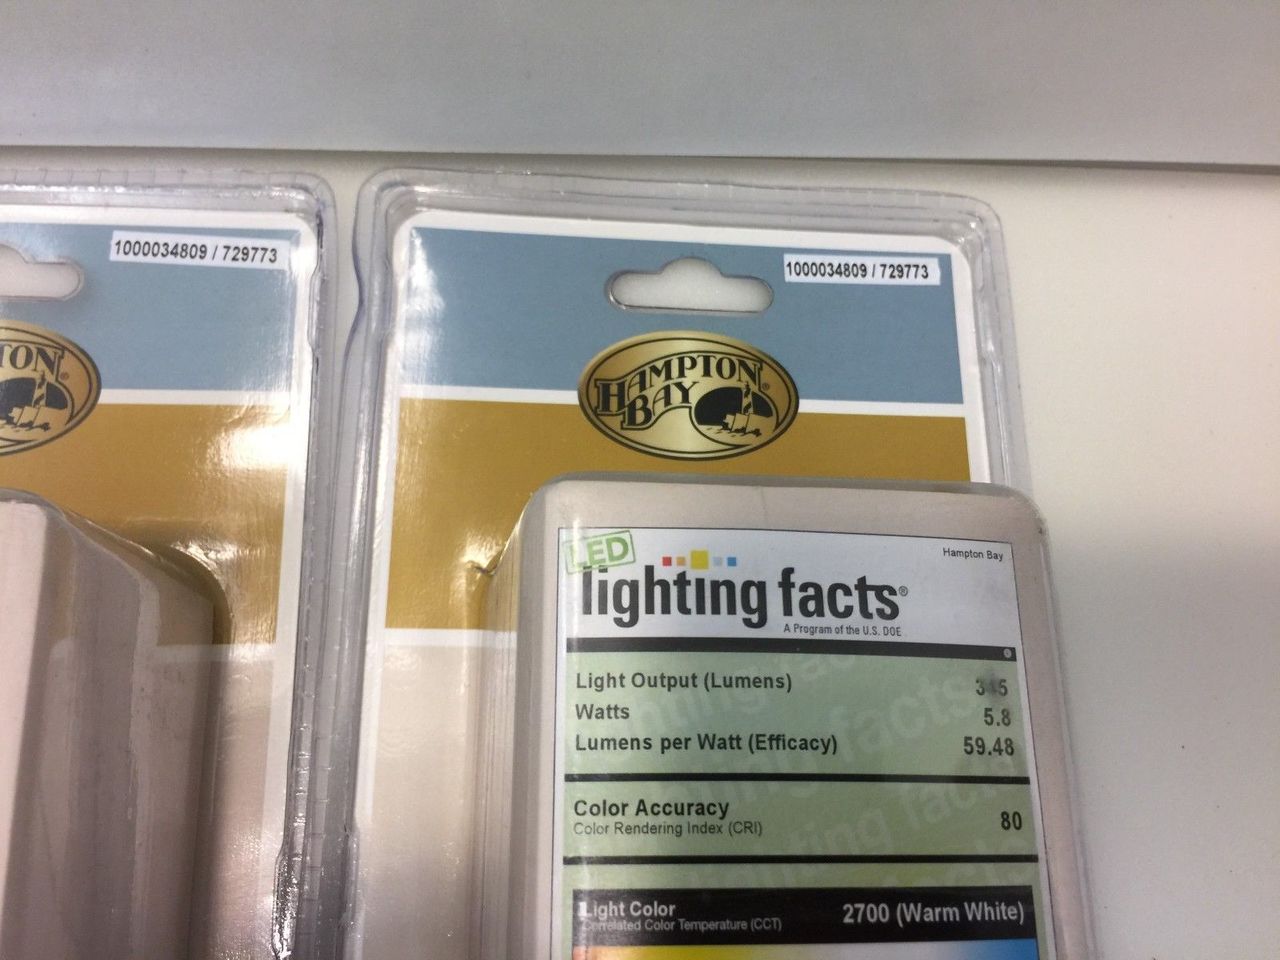 1000034809 / 729773
TON®
1000034809 / 729773
HAMPTON®
BAY
LED
lighting facts®
A Program of the U.S. DOE
Hampton Bay
Light Output (Lumens) 345
Watts 5.8
Lumens per Watt (Efficacy) 59.48
Color Accuracy
Color Rendering Index (CRI) 80
Light Color
Correlated Color Temperature (CCT) 2700 (Warm White)